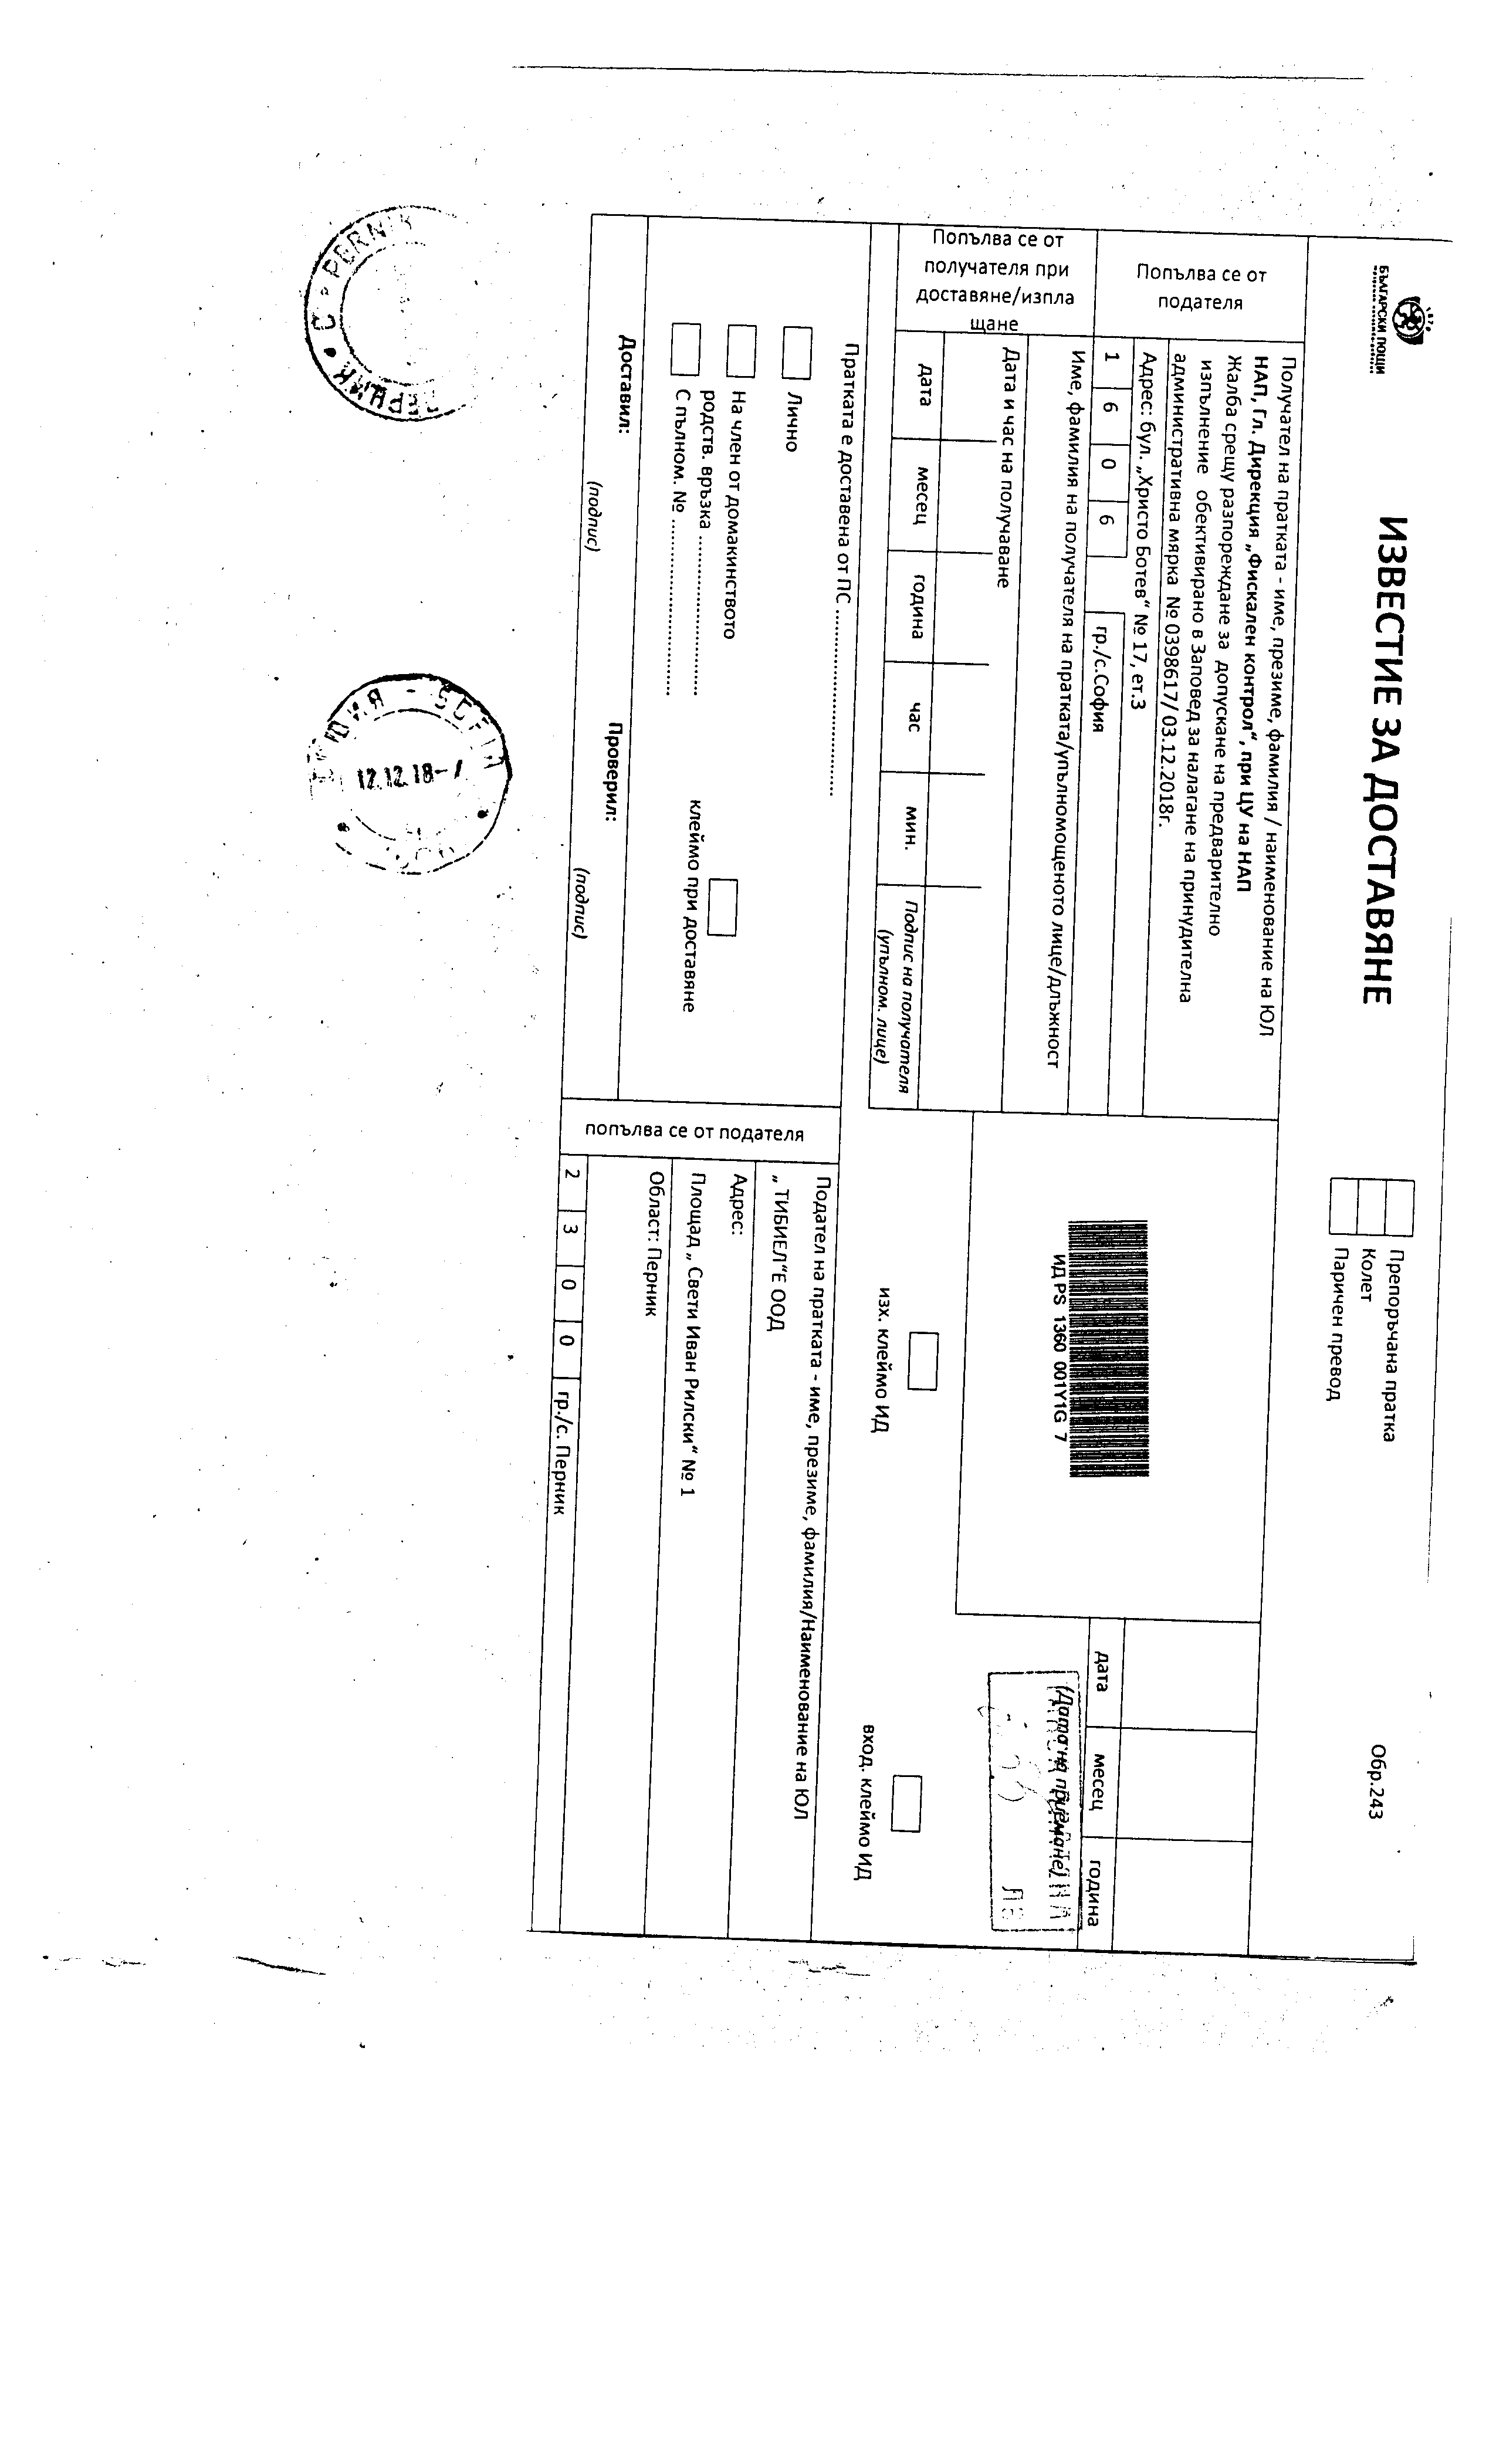 БЪЛГАРСКИ ПОЩИ
ИЗВЕСТИЕ ЗА ДОСТАВЯНЕ
Препоръчана пратка
Колет
Паричен превод
Обр.243
Попълва се от
подателя
Получател на пратката - име, презиме, фамилия / наименование на ЮЛ
НАП, Гл. Дирекция „Фискален контрол“, при ЦУ на НАП
Жалба срещу разпореждане за допускане на предварително
изпълнение обективирано в Заповед за налагане на принудителна
административна мярка № 0398617/ 03.12.2018г.
Адрес: бул. „Христо Ботев“ № 17, ет.3
1 6 0 6 гр./с.София
Попълва се от
получателя при
доставяне/изпла
щане
Име, фамилия на получателя на пратката/упълномощеното лице/длъжност
Дата и час на получаване
дата месец година час мин. Подпис на получателя
(упълном. лице)
ИД PS 1360 001Y1G 7
дата месец година
(Дата на приемане)
изх. клеймо ИД
вход. клеймо ИД
Пратката е доставена от ПС ................................
Лично
На член от домакинството
родств. връзка ............................
С пълном. № ................................
клеймо при доставяне
Доставил:
(подпис)
Проверил:
(подпис)
попълва се от подателя
Подател на пратката - име, презиме, фамилия/Наименование на ЮЛ
„ ТИБИЕЛ“Е ООД
Адрес:
Площад „ Свети Иван Рилски“ № 1
Област: Перник
2 3 0 0 гр./с. Перник
PERNIK
ПЕРНИК
SOFIA
12.12.18-7